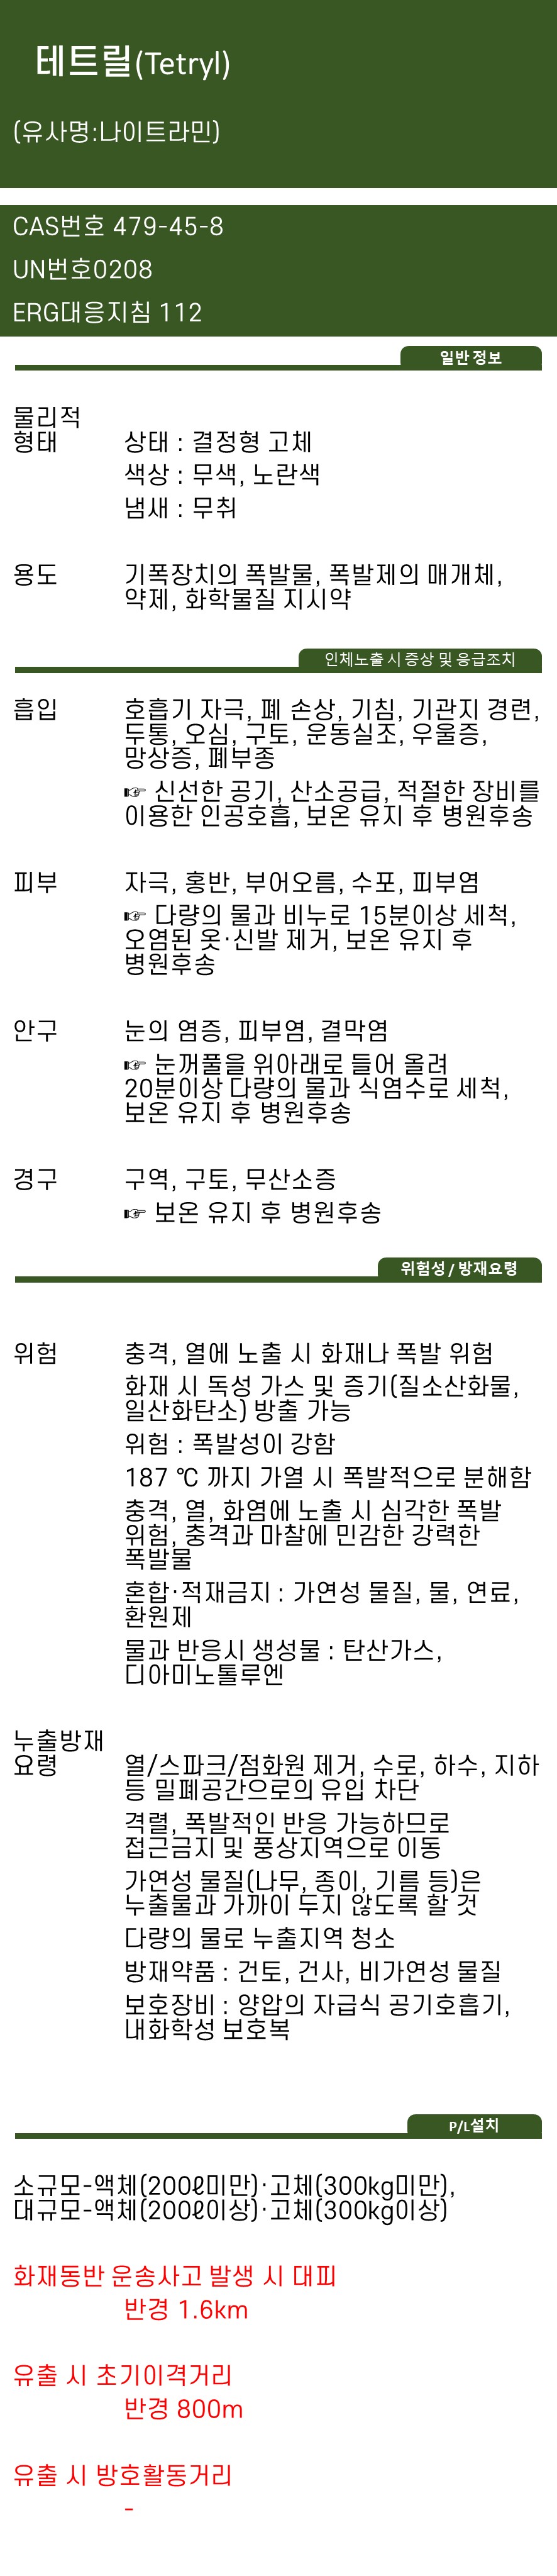 테트릴(Tetryl)
(유사명:나이트라민)
CAS번호 479-45-8
UN번호0208
ERG대응지침 112
일반 정보
물리적
형태
상태 : 결정형 고체
색상 : 무색, 노란색
냄새 : 무취
용도
기폭장치의 폭발물, 폭발제의 매개체,
약제, 화학물질 지시약
인체노출 시 증상 및 응급조치
흡입
호흡기 자극, 폐 손상, 기침, 기관지 경련,
두통, 오심, 구토, 운동실조, 우울증,
망상증, 폐부종
☞ 신선한 공기, 산소공급, 적절한 장비를
이용한 인공호흡, 보온 유지 후 병원후송
피부
자극, 홍반, 부어오름, 수포, 피부염
☞ 다량의 물과 비누로 15분이상 세척,
오염된 옷·신발 제거, 보온 유지 후
병원후송
안구
눈의 염증, 피부염, 결막염
☞ 눈꺼풀을 위아래로 들어 올려
20분이상 다량의 물과 식염수로 세척,
보온 유지 후 병원후송
경구
구역, 구토, 무산소증
☞ 보온 유지 후 병원후송
위험성 / 방재요령
위험
충격, 열에 노출 시 화재나 폭발 위험
화재 시 독성 가스 및 증기(질소산화물,
일산화탄소) 방출 가능
위험 : 폭발성이 강함
187 ℃ 까지 가열 시 폭발적으로 분해함
충격, 열, 화염에 노출 시 심각한 폭발
위험, 충격과 마찰에 민감한 강력한
폭발물
혼합·적재금지 : 가연성 물질, 물, 연료,
환원제
물과 반응시 생성물 : 탄산가스,
디아미노톨루엔
누출방재
요령
열/스파크/점화원 제거, 수로, 하수, 지하
등 밀폐공간으로의 유입 차단
격렬, 폭발적인 반응 가능하므로
접근금지 및 풍상지역으로 이동
가연성 물질(나무, 종이, 기름 등)은
누출물과 가까이 두지 않도록 할 것
다량의 물로 누출지역 청소
방재약품 : 건토, 건사, 비가연성 물질
보호장비 : 양압의 자급식 공기호흡기,
내화학성 보호복
P/L설치
소규모-액체(200ℓ미만)·고체(300kg미만),
대규모-액체(200ℓ이상)·고체(300kg이상)
화재동반 운송사고 발생 시 대피
반경 1.6km
유출 시 초기이격거리
반경 800m
유출 시 방호활동거리
-